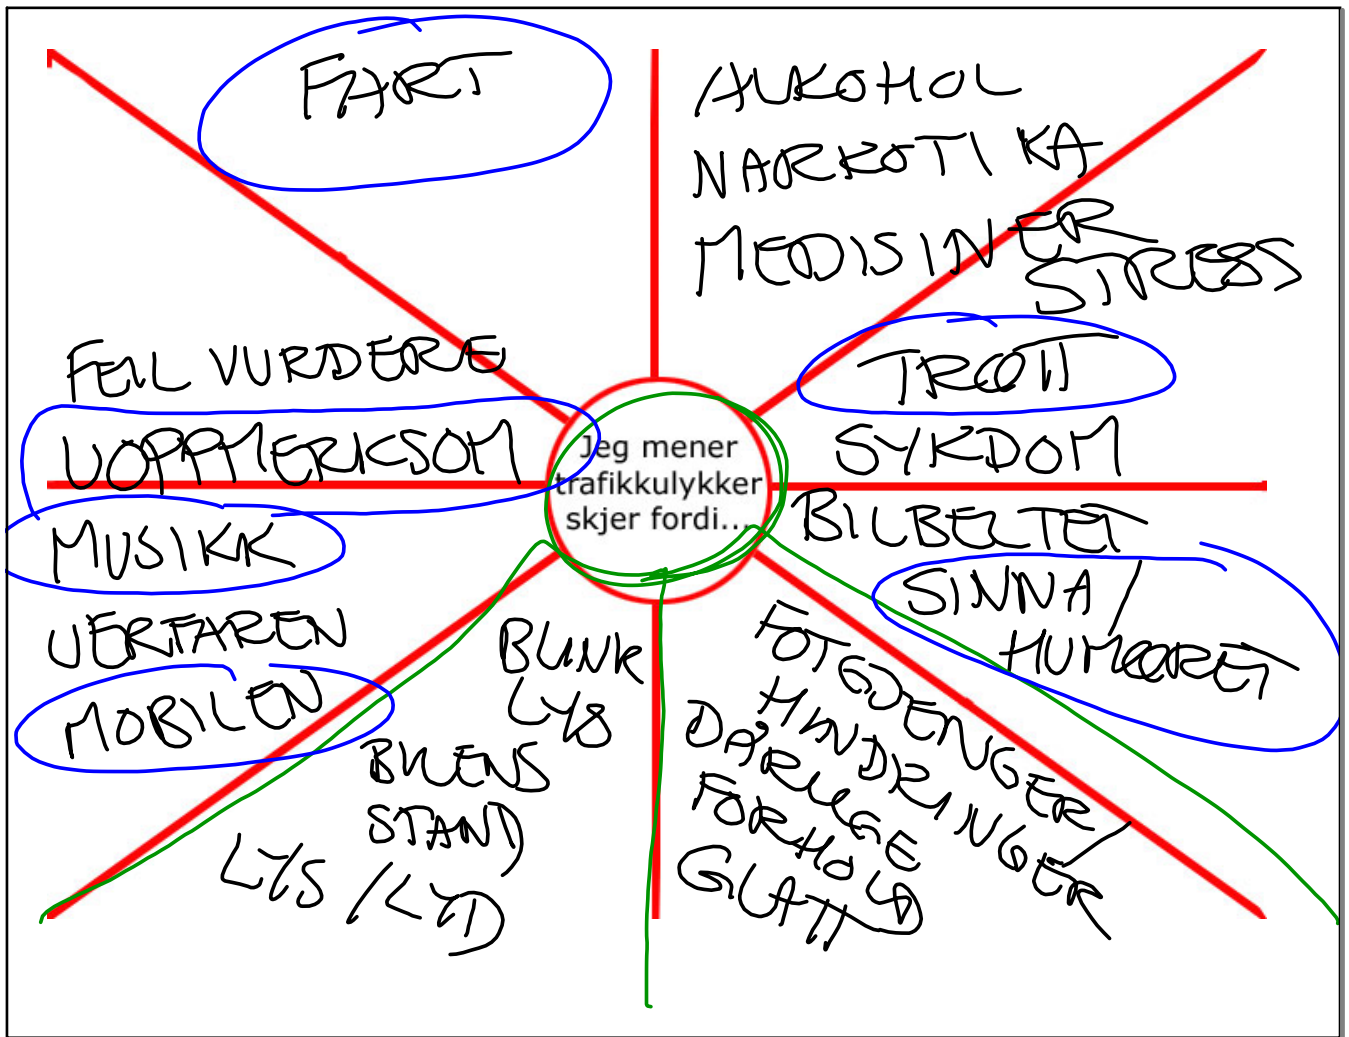 FART
ALKOHOL
NARKOTIKA
MEDISINER
STRESS
TRØTT
SYKDOM
FEIL VURDERE
UOPPMERKSOM
Jeg mener
trafikkulykker
skjer fordi...
MUSIKK
UERFAREN
MOBILEN
BILBELTET
SINNA/
HUMØRET
BLINK
LYS
BILENS
STAND
LYS/LYD
FOTGJENGER/
HINDRINGER
DÅRLIGE
FORHOLD
GLATT